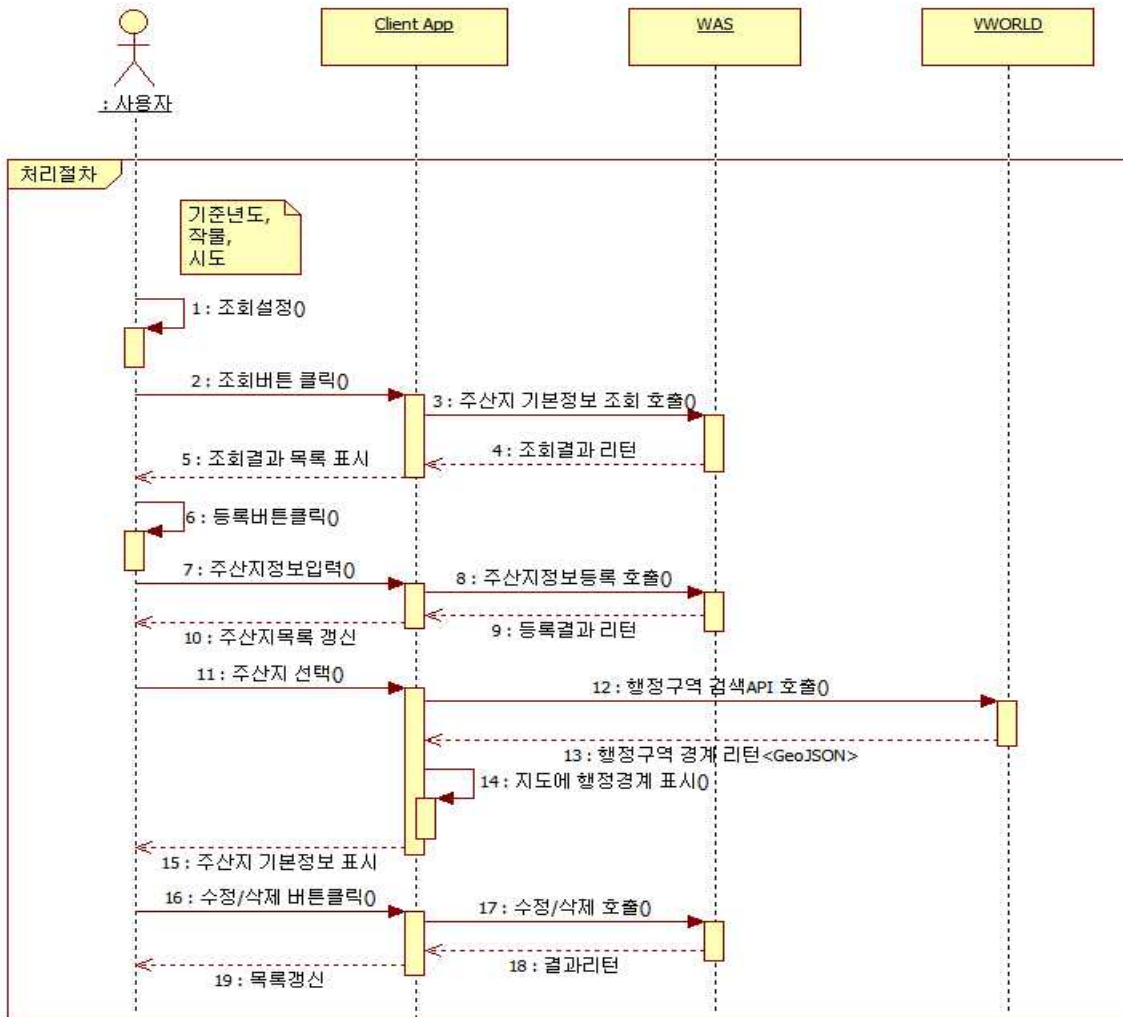 Client App
WAS
VWORLD
: 사용자
처리절차
기준년도,
작물,
시도
1 : 조회설정()
2 : 조회버튼 클릭()
3 : 주산지 기본정보 조회 호출()
4 : 조회결과 리턴
5 : 조회결과 목록 표시
6 : 등록버튼클릭()
7 : 주산지정보입력()
8 : 주산지정보등록 호출()
9 : 등록결과 리턴
10 : 주산지목록 갱신
11 : 주산지 선택()
12 : 행정구역 검색API 호출()
13 : 행정구역 경계 리턴<GeoJSON>
14 : 지도에 행정경계 표시()
15 : 주산지 기본정보 표시
16 : 수정/삭제 버튼클릭()
17 : 수정/삭제 호출()
18 : 결과리턴
19 : 목록갱신